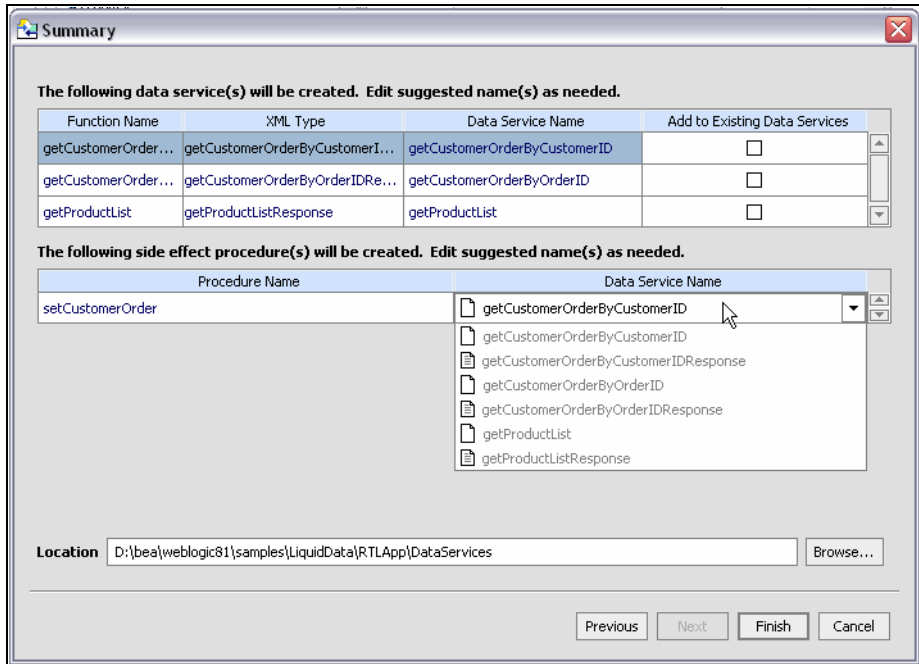 Summary
The following data service(s) will be created. Edit suggested name(s) as needed.
Function Name XML Type Data Service Name Add to Existing Data Services
getCustomerOrder... getCustomerOrderByCustomerI... getCustomerOrderByCustomerID
getCustomerOrder... getCustomerOrderByOrderIDRe... getCustomerOrderByOrderID
getProductList getProductListResponse getProductList
The following side effect procedure(s) will be created. Edit suggested name(s) as needed.
Procedure Name Data Service Name
setCustomerOrder getCustomerOrderByCustomerID
getCustomerOrderByCustomerID
getCustomerOrderByCustomerIDResponse
getCustomerOrderByOrderID
getCustomerOrderByOrderIDResponse
getProductList
getProductListResponse
Location D:\bea\weblogic81\samples\LiquidData\RTLApp\DataServices Browse...
Previous Next Finish Cancel